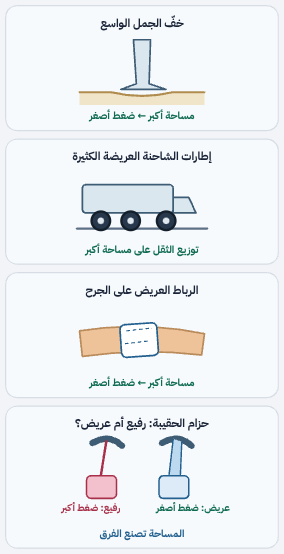 خفّ الجمل الواسع
مساحة أكبر ← ضغط أصغر
إطارات الشاحنة العريضة الكثيرة
توزيع الثقل على مساحة أكبر
الرباط العريض على الجرح
مساحة أكبر ← ضغط أصغر
حزام الحقيبة: رفيع أم عريض؟
عريض: ضغط أصغر
رفيع: ضغط أكبر
المساحة تصنع الفرق